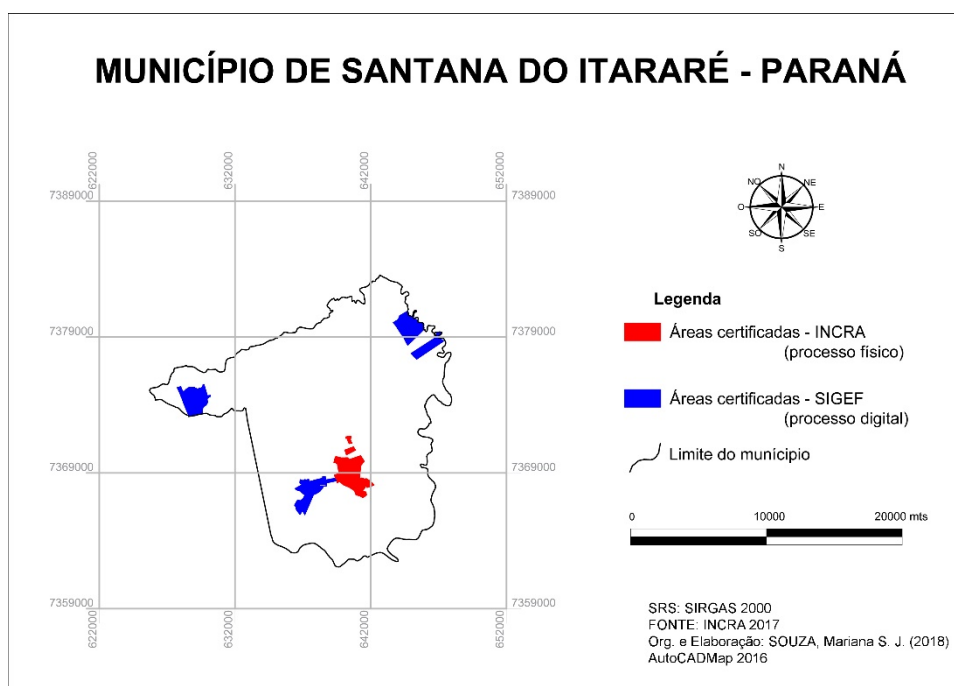 MUNICÍPIO DE SANTANA DO ITARARÉ - PARANÁ
622000
632000
642000
652000
7389000
7389000
7379000
7379000
7369000
7369000
7359000
7359000
622000
632000
642000
652000
N
NO
NE
O
E
SO
SE
S
Legenda
Áreas certificadas - INCRA
(processo físico)
Áreas certificadas - SIGEF
(processo digital)
Limite do município
0
10000
20000 mts
SRS: SIRGAS 2000
FONTE: INCRA 2017
Org. e Elaboração: SOUZA, Mariana S. J. (2018)
AutoCADMap 2016